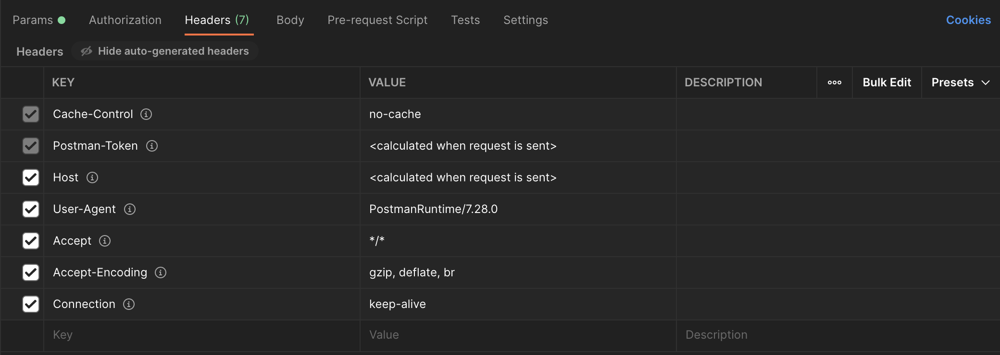 Params Authorization Headers (7) Body Pre-request Script Tests Settings Cookies
Headers Hide auto-generated headers
KEY VALUE DESCRIPTION Bulk Edit Presets
Cache-Control no-cache
Postman-Token <calculated when request is sent>
Host <calculated when request is sent>
User-Agent PostmanRuntime/7.28.0
Accept */*
Accept-Encoding gzip, deflate, br
Connection keep-alive
Key Value Description